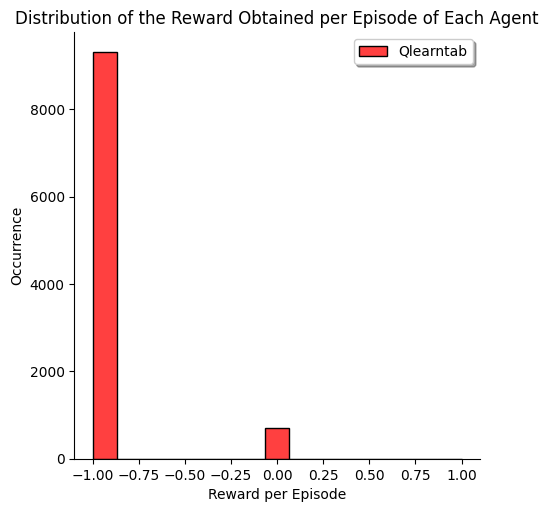 Distribution of the Reward Obtained per Episode of Each Agent
Qlearntab
Occurrence
8000
6000
4000
2000
0
−1.00 −0.75 −0.50 −0.25 0.00 0.25 0.50 0.75 1.00
Reward per Episode